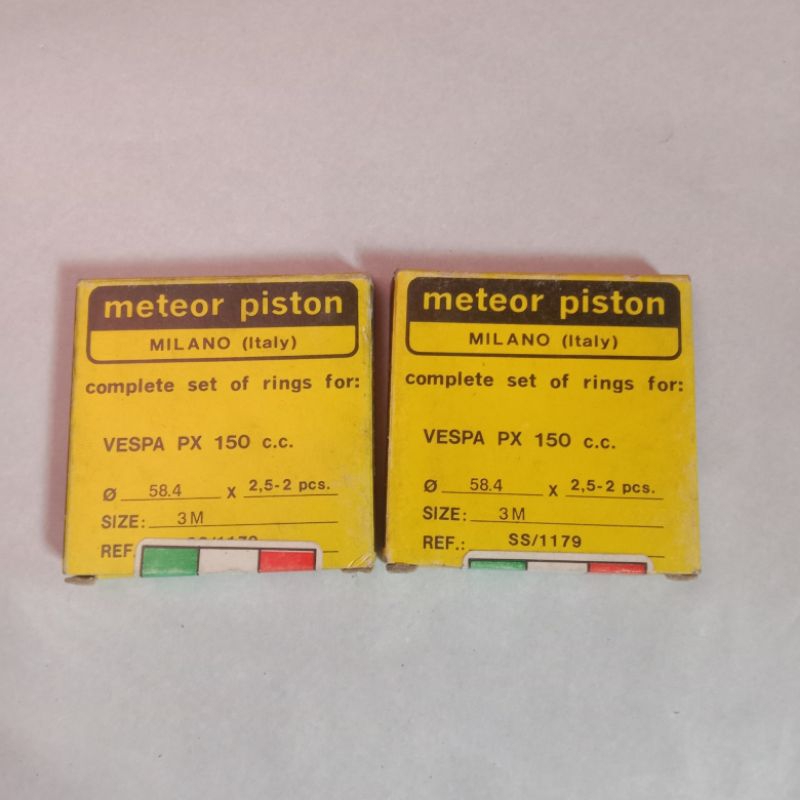 meteor piston
MILANO (Italy)
complete set of rings for:
VESPA PX 150 c.c.
Ø 58.4 x 2,5-2 pcs.
SIZE: 3M
REF.
meteor piston
MILANO (Italy)
complete set of rings for:
VESPA PX 150 c.c.
Ø 58.4 x 2,5-2 pcs.
SIZE: 3M
REF.: SS/1179